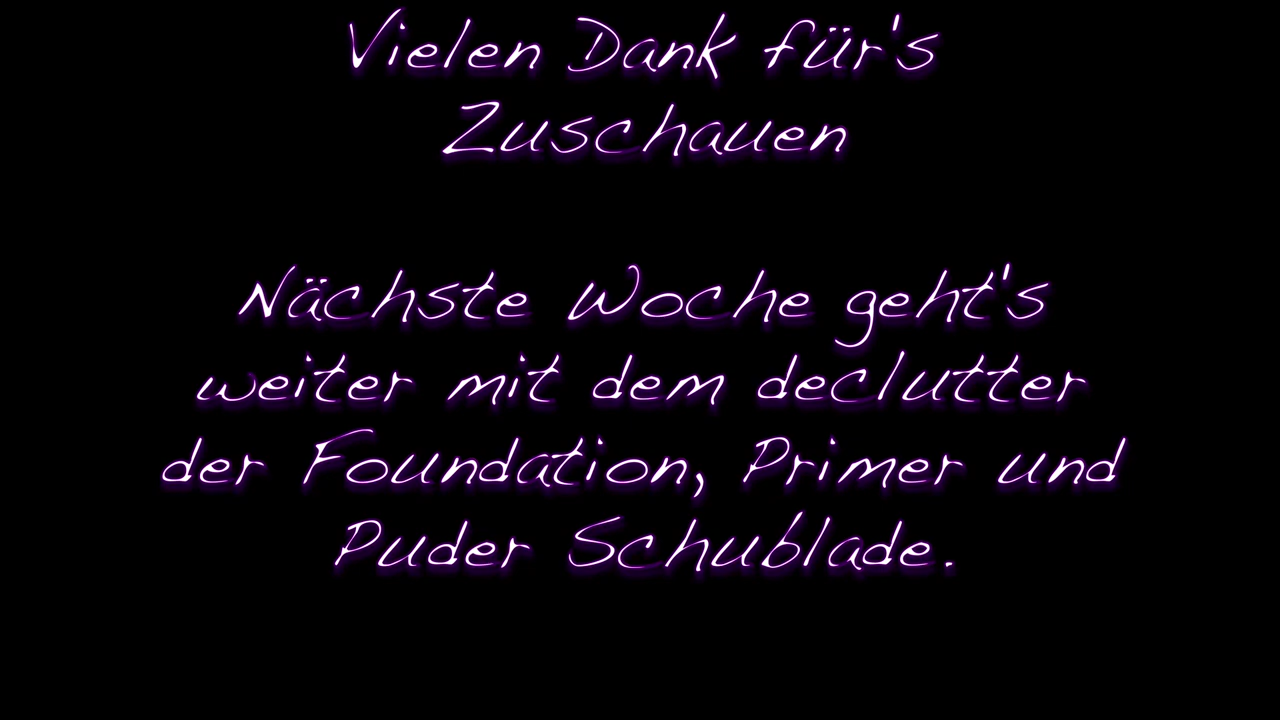 Vielen Dank für's
Zuschauen
Nächste Woche geht's
weiter mit dem declutter
der Foundation, Primer und
Puder Schublade.